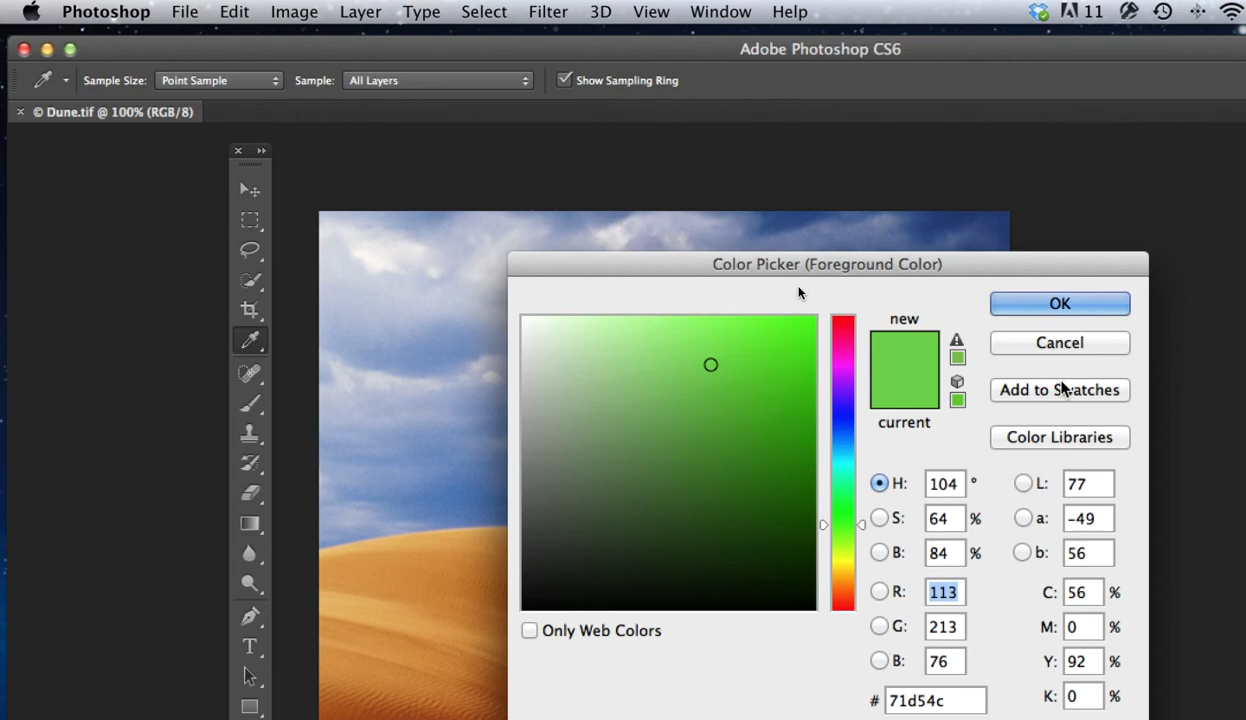 Photoshop File Edit Image Layer Type Select Filter 3D View Window Help 11
Adobe Photoshop CS6
Sample Size: Point Sample Sample: All Layers Show Sampling Ring
× © Dune.tif @ 100% (RGB/8)
Color Picker (Foreground Color)
new
current
OK
Cancel
Add to Swatches
Color Libraries
H: 104 ° L: 77
S: 64 % a: -49
B: 84 % b: 56
R: 113 C: 56 %
G: 213 M: 0 %
B: 76 Y: 92 %
# 71d54c K: 0 %
Only Web Colors
T